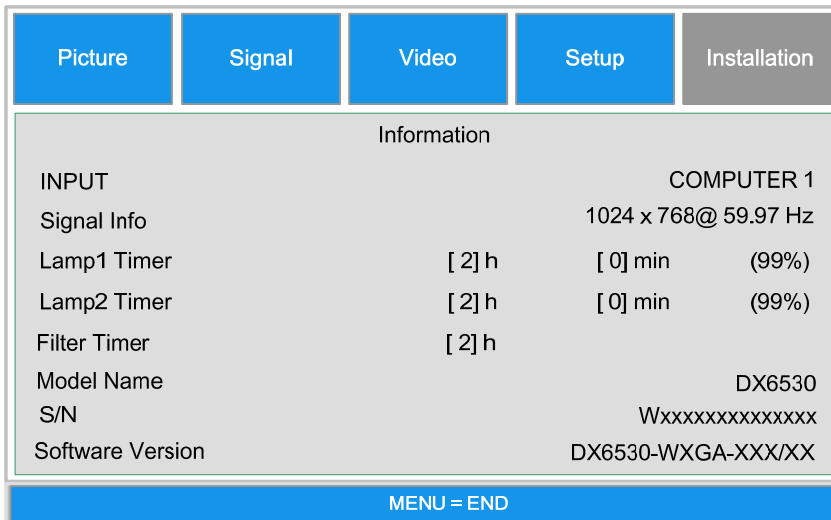 Picture Signal Video Setup Installation
Information
INPUT COMPUTER 1
Signal Info 1024 x 768@ 59.97 Hz
Lamp1 Timer [ 2] h [ 0] min (99%)
Lamp2 Timer [ 2] h [ 0] min (99%)
Filter Timer [ 2] h
Model Name DX6530
S/N Wxxxxxxxxxxxxxx
Software Version DX6530-WXGA-XXX/XX
MENU = END